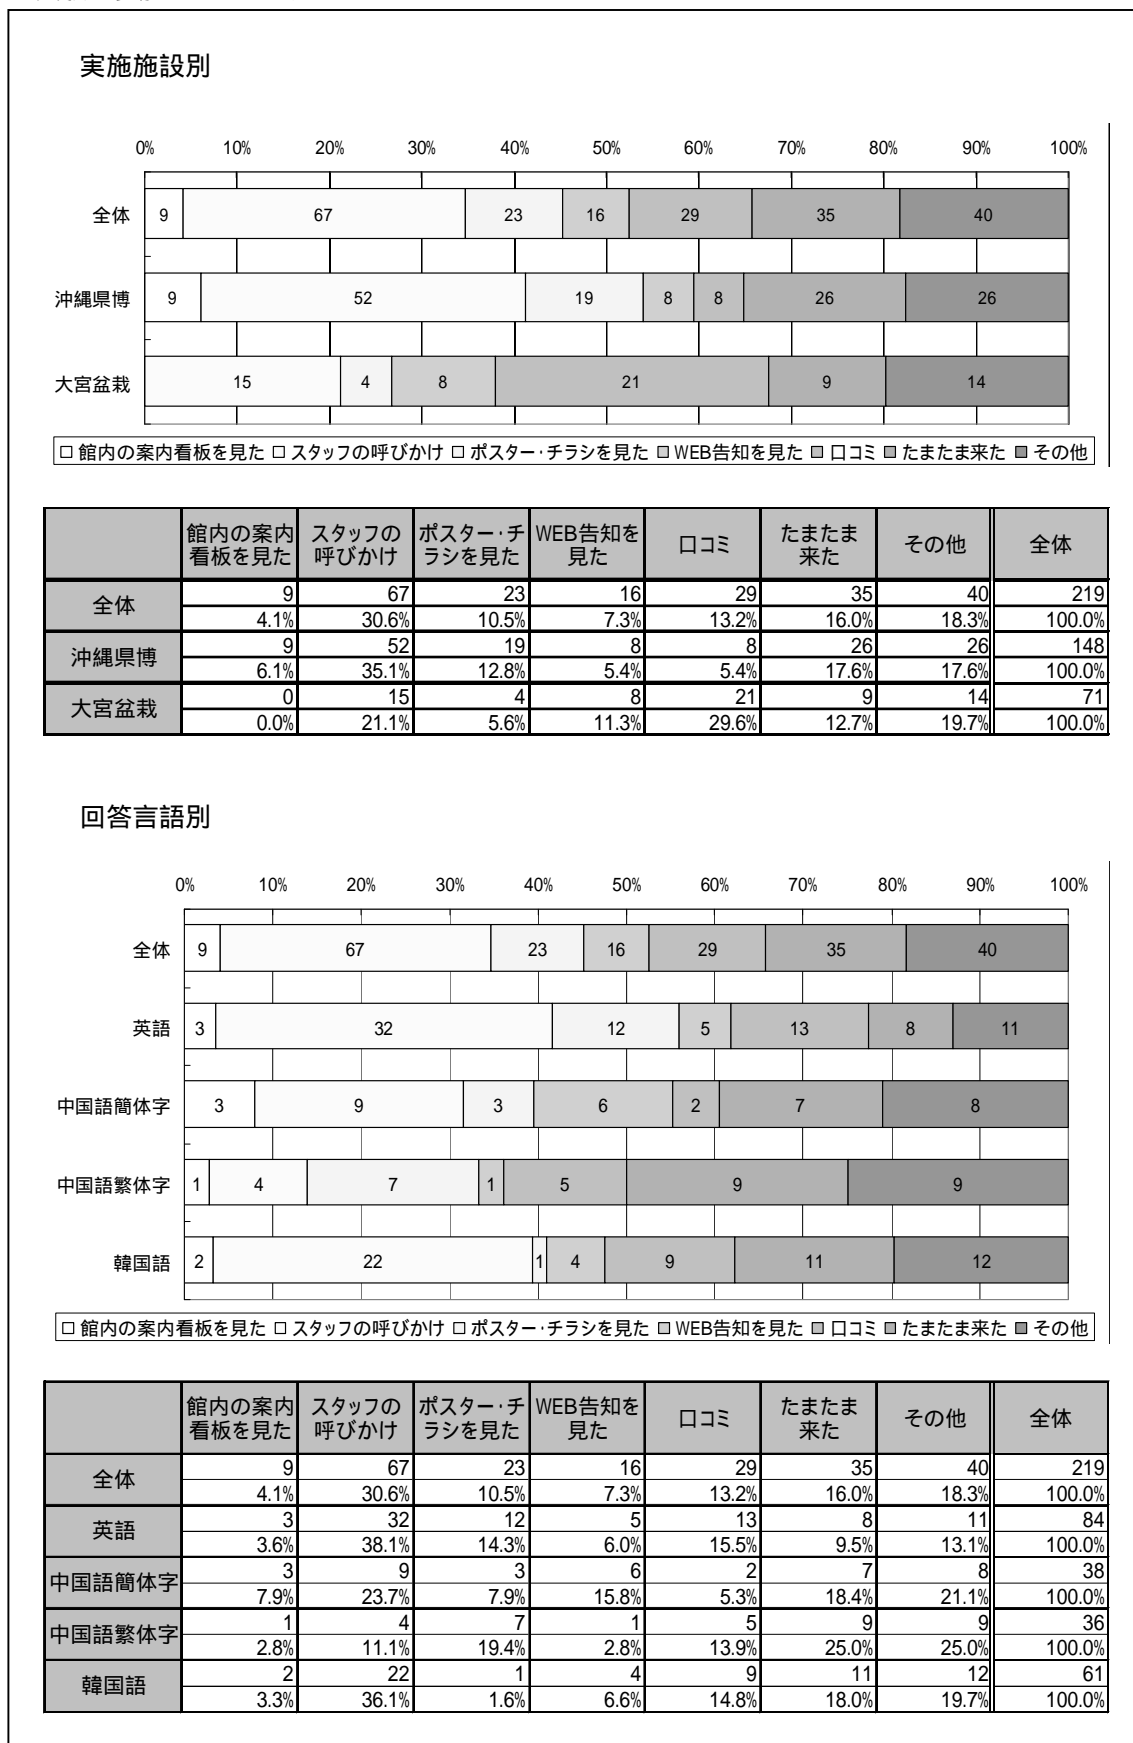 実施施設別
0% 10% 20% 30% 40% 50% 60% 70% 80% 90% 100%
全体 9 67 23 16 29 35 40
沖縄県博 9 52 19 8 8 26 26
大宮盆栽 15 4 8 21 9 14
館内の案内看板を見た スタッフの呼びかけ ポスター・チラシを見た WEB告知を見た 口コミ たまたま来た その他
館内の案内 スタッフの ポスター・チ WEB告知を 口コミ たまたま その他 全体
看板を見た 呼びかけ ラシを見た 見た 来た
全体 9 67 23 16 29 35 40 219
4.1% 30.6% 10.5% 7.3% 13.2% 16.0% 18.3% 100.0%
沖縄県博 9 52 19 8 8 26 26 148
6.1% 35.1% 12.8% 5.4% 5.4% 17.6% 17.6% 100.0%
大宮盆栽 0 15 4 8 21 9 14 71
0.0% 21.1% 5.6% 11.3% 29.6% 12.7% 19.7% 100.0%
回答言語別
0% 10% 20% 30% 40% 50% 60% 70% 80% 90% 100%
全体 9 67 23 16 29 35 40
英語 3 32 12 5 13 8 11
中国語簡体字 3 9 3 6 2 7 8
中国語繁体字 1 4 7 1 5 9 9
韓国語 2 22 1 4 9 11 12
館内の案内看板を見た スタッフの呼びかけ ポスター・チラシを見た WEB告知を見た 口コミ たまたま来た その他
館内の案内 スタッフの ポスター・チ WEB告知を 口コミ たまたま その他 全体
看板を見た 呼びかけ ラシを見た 見た 来た
全体 9 67 23 16 29 35 40 219
4.1% 30.6% 10.5% 7.3% 13.2% 16.0% 18.3% 100.0%
英語 3 32 12 5 13 8 11 84
3.6% 38.1% 14.3% 6.0% 15.5% 9.5% 13.1% 100.0%
中国語簡体字 3 9 3 6 2 7 8 38
7.9% 23.7% 7.9% 15.8% 5.3% 18.4% 21.1% 100.0%
中国語繁体字 1 4 7 1 5 9 9 36
2.8% 11.1% 19.4% 2.8% 13.9% 25.0% 25.0% 100.0%
韓国語 2 22 1 4 9 11 12 61
3.3% 36.1% 1.6% 6.6% 14.8% 18.0% 19.7% 100.0%